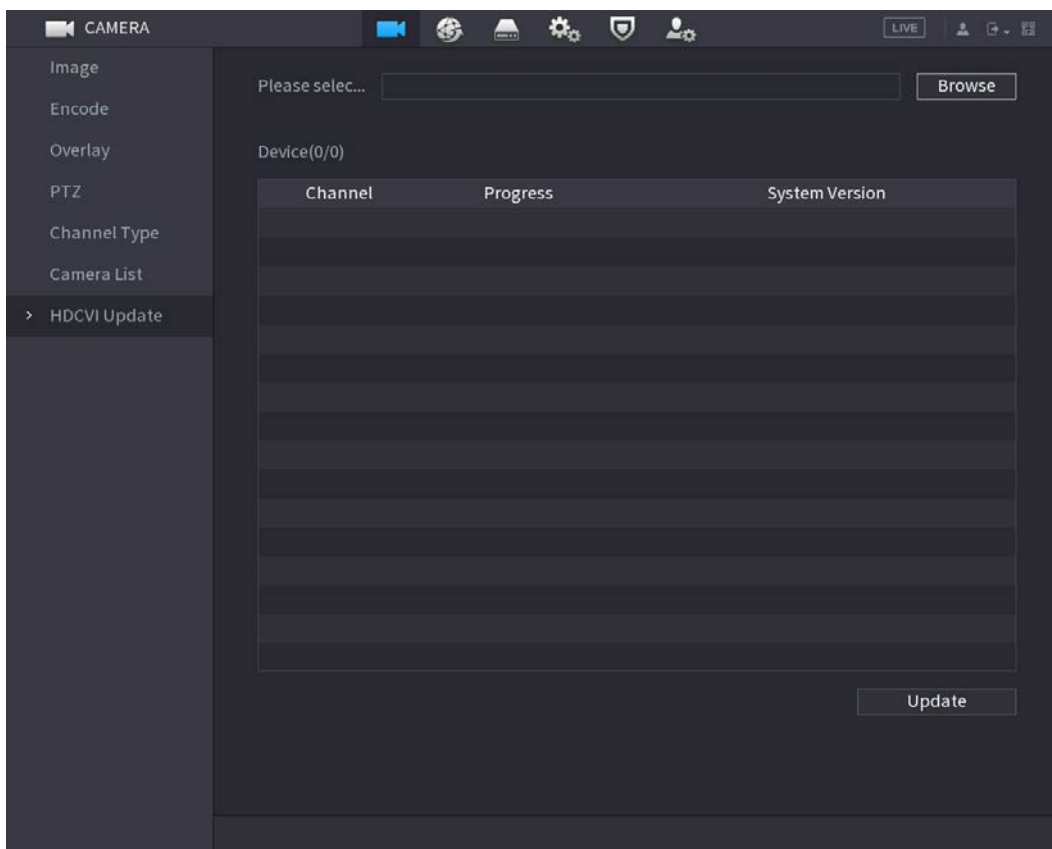 CAMERA
LIVE
Image
Encode
Overlay
PTZ
Channel Type
Camera List
> HDCVI Update
Please selec...
Browse
Device(0/0)
Channel Progress System Version
Update